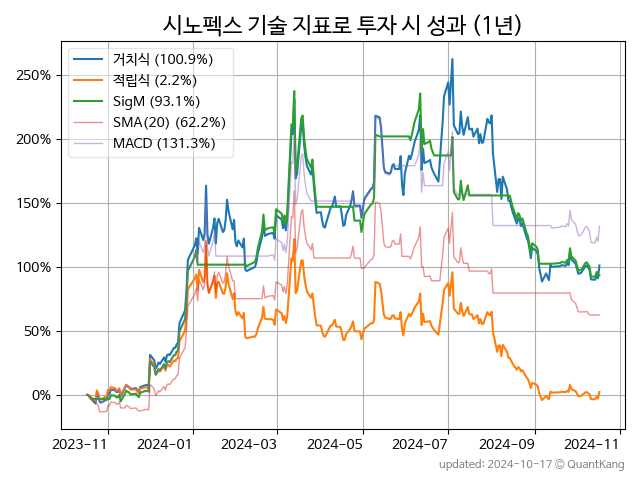 시노펙스 기술 지표로 투자 시 성과 (1년)
거치식 (100.9%)
적립식 (2.2%)
SigM (93.1%)
SMA(20) (62.2%)
MACD (131.3%)
250%
200%
150%
100%
50%
0%
2023-11 2024-01 2024-03 2024-05 2024-07 2024-09 2024-11
updated: 2024-10-17 © QuantKang